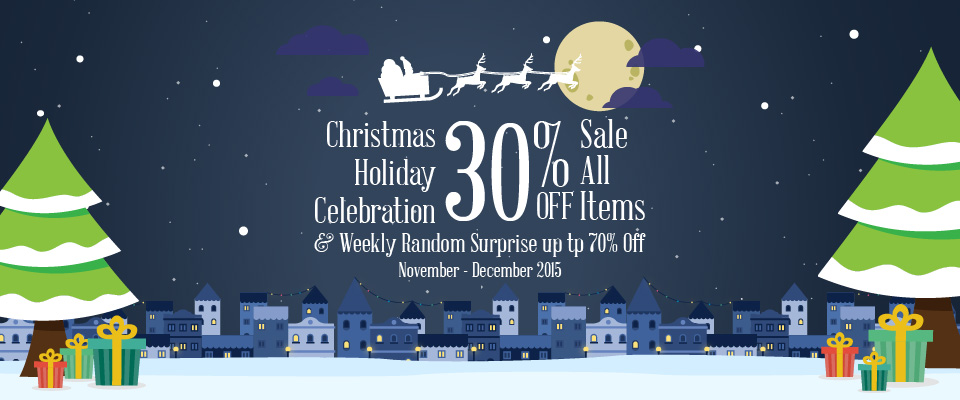 Christmas
Holiday
Celebration
30%
OFF
Sale
All
Items
& Weekly Random Surprise up tp 70% Off
November - December 2015